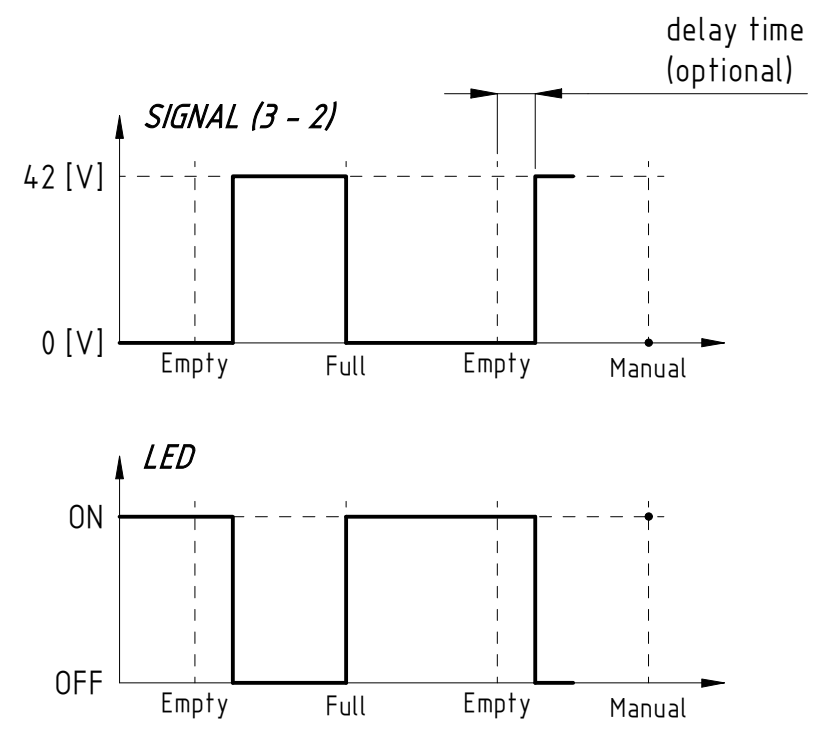 delay time
(optional)
SIGNAL (3 - 2)
42 [V]
0 [V]
Empty
Full
Empty
Manual
LED
ON
OFF
Empty
Full
Empty
Manual